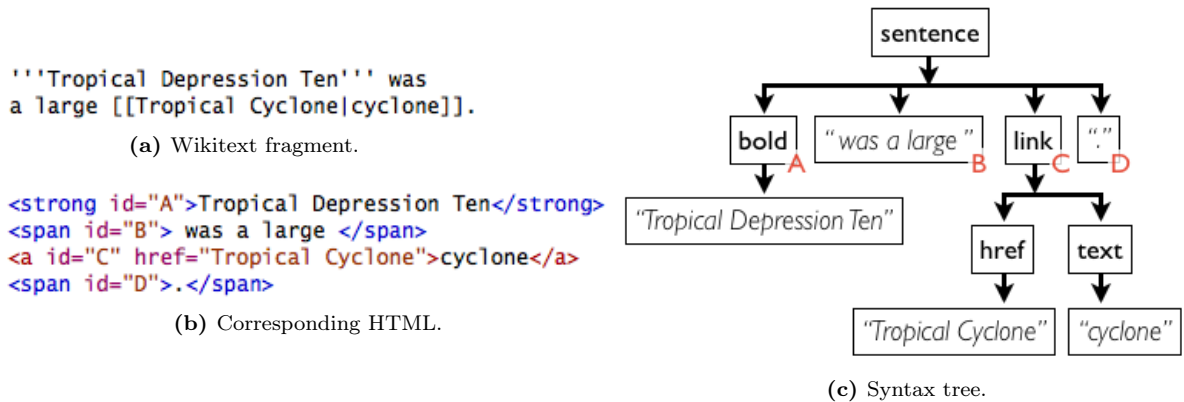 '''Tropical Depression Ten''' was
a large [[Tropical Cyclone|cyclone]].
(a) Wikitext fragment.
<strong id="A">Tropical Depression Ten</strong>
<span id="B"> was a large </span>
<a id="C" href="Tropical Cyclone">cyclone</a>
<span id="D">.</span>
(b) Corresponding HTML.
sentence
bold A
“was a large” B
link C
“.” D
“Tropical Depression Ten”
href
text
“Tropical Cyclone”
“cyclone”
(c) Syntax tree.